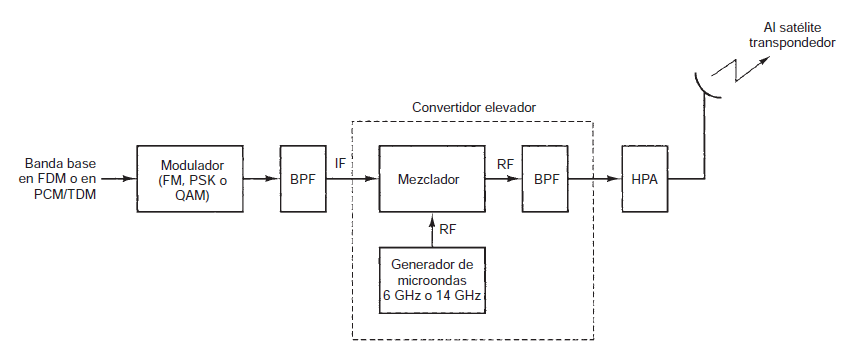 Al satélite
transpondedor
Convertidor elevador
Banda base
en FDM o en
PCM/TDM
Modulador
(FM, PSK o
QAM)
BPF
IF
Mezclador
RF
BPF
HPA
RF
Generador de
microondas
6 GHz o 14 GHz